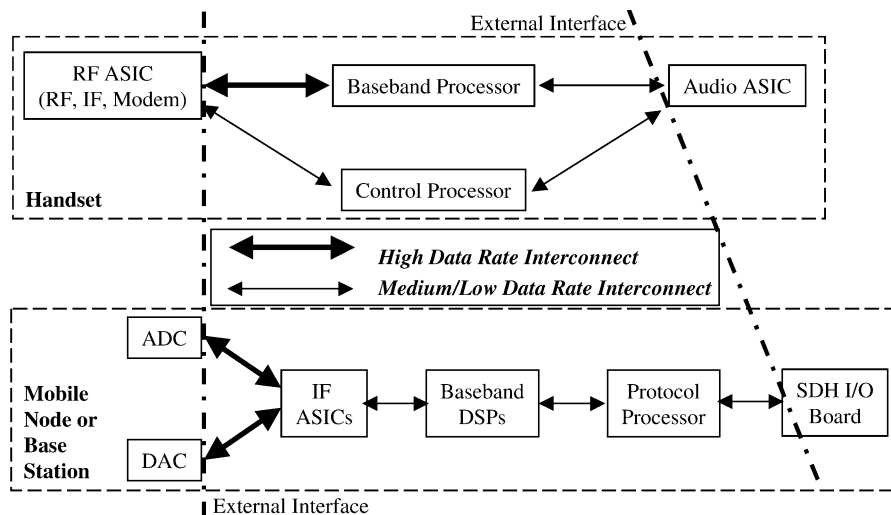 External Interface
RF ASIC
(RF, IF, Modem)
Baseband Processor
Audio ASIC
Control Processor
Handset
High Data Rate Interconnect
Medium/Low Data Rate Interconnect
ADC
Mobile
Node or
Base
Station
IF
ASICs
Baseband
DSPs
Protocol
Processor
SDH I/O
Board
DAC
External Interface